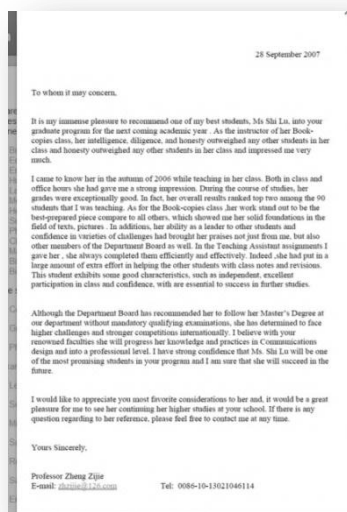 28 September 2007
To whom it may concern,
It is my immense pleasure to recommend one of my best students, Ms Shi Lu, into your
graduate program for the next coming academic year . As the instructor of her Book-
copies class, her intelligence, diligence, and honesty outweighed any other students in her
class and honesty outweighed any other students in her class and impressed me very
much.
I came to know her in the autumn of 2006 while teaching in her class. Both in class and
office hours she had gave me a strong impression. During the course of studies, her
grades were exceptionally good. In fact, her overall results ranked top two among the 90
students that I was teaching. As for the Book-copies class ,her work stand out to be the
best-prepared piece compare to all others, which showed me her solid foundations in the
field of texts, pictures . In additions, her ability as a leader to other students and
confidence in varieties of challenges had brought her praises not just from me, but also
other members of the Department Board as well. In the Teaching Assistant assignments I
gave her , she always completed them efficiently and effectively. Indeed ,she had put in a
large amount of extra effort in helping the other students with class notes and revisions.
This student exhibits some good characteristics, such as independent, excellent
participation in class and confidence, with are essential to success in further studies.
Although the Department Board has recommended her to follow her Master's Degree at
our department without mandatory qualifying examinations, she has determined to face
higher challenges and stronger competitions internationally. I believe with your
renowned faculties she will progress her knowledge and practices in Communications
design and into a professional level. I have strong confidence that Ms. Shi Lu will be one
of the most promising students in your program and I am sure that she will succeed in the
future.
I would like to appreciate you most favorite considerations to her and, it would be a great
pleasure for me to see her continuing her higher studies at your school. If there is any
question regarding to her reference, please feel free to contact me at any time.
Yours Sincerely,
Professor Zheng Zijie
E-mail: zhzijie@126.com Tel: 0086-10-13021046114